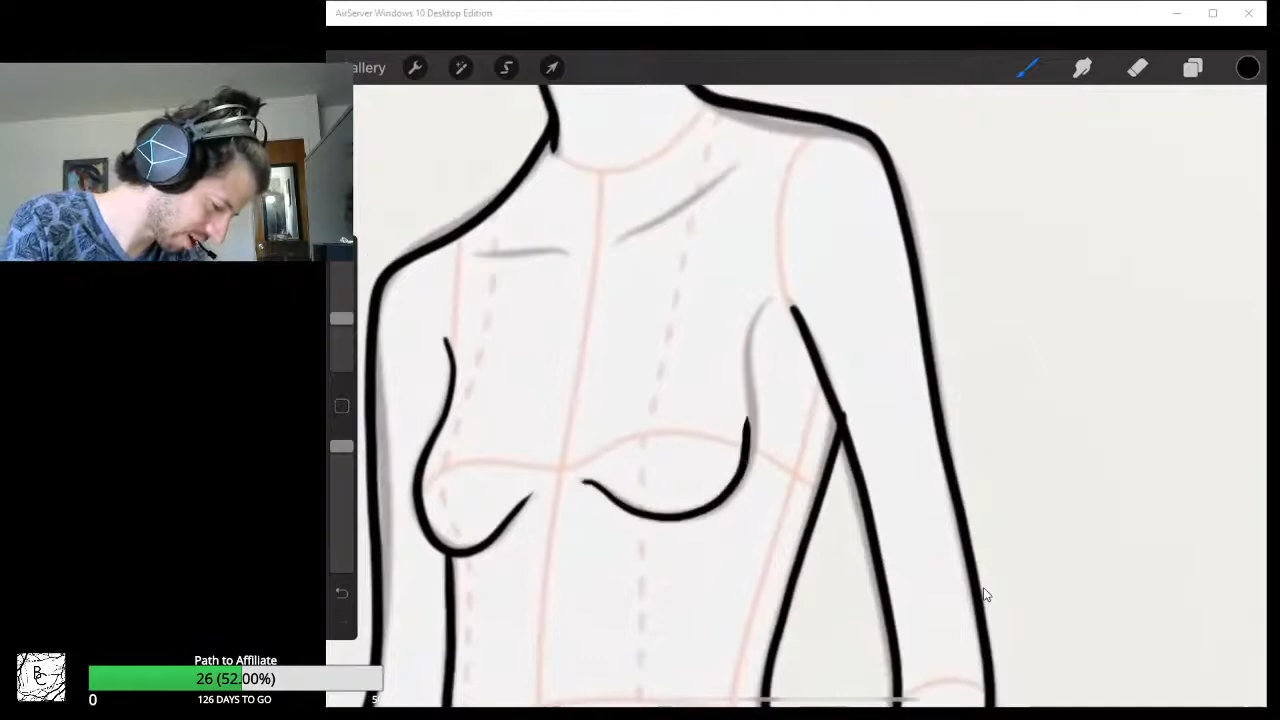 AirServer Windows 10 Desktop Edition
allery
Path to Affiliate
26 (52.00%)
0
126 DAYS TO GO